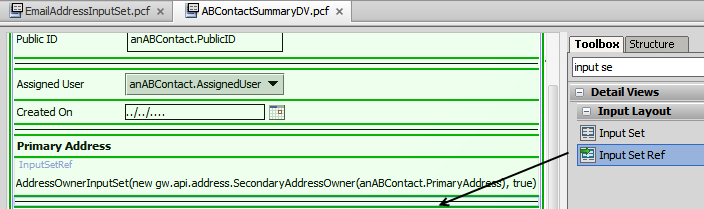 EmailAddressInputSet.pcf ABContactSummaryDV.pcf
Public ID anABContact.PublicID
Assigned User anABContact.AssignedUser
Created On ../../....
Primary Address
InputSetRef
AddressOwnerInputSet(new gw.api.address.SecondaryAddressOwner(anABContact.PrimaryAddress), true)
Toolbox Structure
input se
Detail Views
Input Layout
Input Set
Input Set Ref